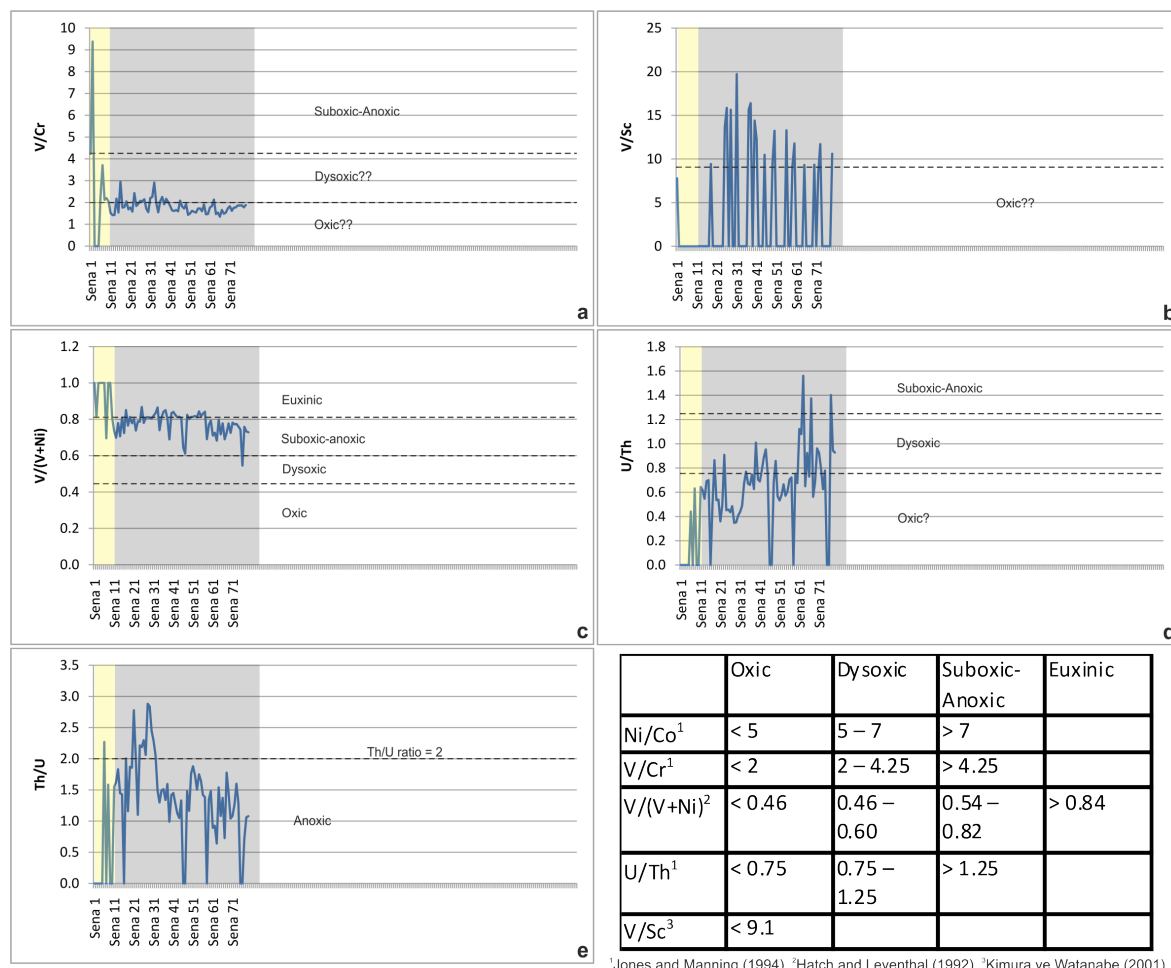 10
9
8
7
6
5
4
3
2
1
0
V/Cr
Suboxic-Anoxic
Dysoxic??
Oxic??
Sena 1
Sena 11
Sena 21
Sena 31
Sena 41
Sena 51
Sena 61
Sena 71
a
25
20
15
10
5
0
V/Sc
Oxic??
Sena 1
Sena 11
Sena 21
Sena 31
Sena 41
Sena 51
Sena 61
Sena 71
b
1.2
1.0
0.8
0.6
0.4
0.2
0.0
V/(V+Ni)
Euxinic
Suboxic-anoxic
Dysoxic
Oxic
Sena 1
Sena 11
Sena 21
Sena 31
Sena 41
Sena 51
Sena 61
Sena 71
c
1.8
1.6
1.4
1.2
1.0
0.8
0.6
0.4
0.2
0.0
U/Th
Suboxic-Anoxic
Dysoxic
Oxic?
Sena 1
Sena 11
Sena 21
Sena 31
Sena 41
Sena 51
Sena 61
Sena 71
d
3.5
3.0
2.5
2.0
1.5
1.0
0.5
0.0
Th/U
Th/U ratio = 2
Anoxic
Sena 1
Sena 11
Sena 21
Sena 31
Sena 41
Sena 51
Sena 61
Sena 71
e
Oxic Dysoxic Suboxic- Euxinic
Anoxic
Ni/Co¹ < 5 5 – 7 > 7
V/Cr¹ < 2 2 – 4.25 > 4.25
V/(V+Ni)² < 0.46 0.46 – 0.54 – > 0.84
0.60 0.82
U/Th¹ < 0.75 0.75 – > 1.25
1.25
V/Sc³ < 9.1
¹Jones and Manning (1994), ²Hatch and Leventhal (1992), ³Kimura ve Watanabe (2001)